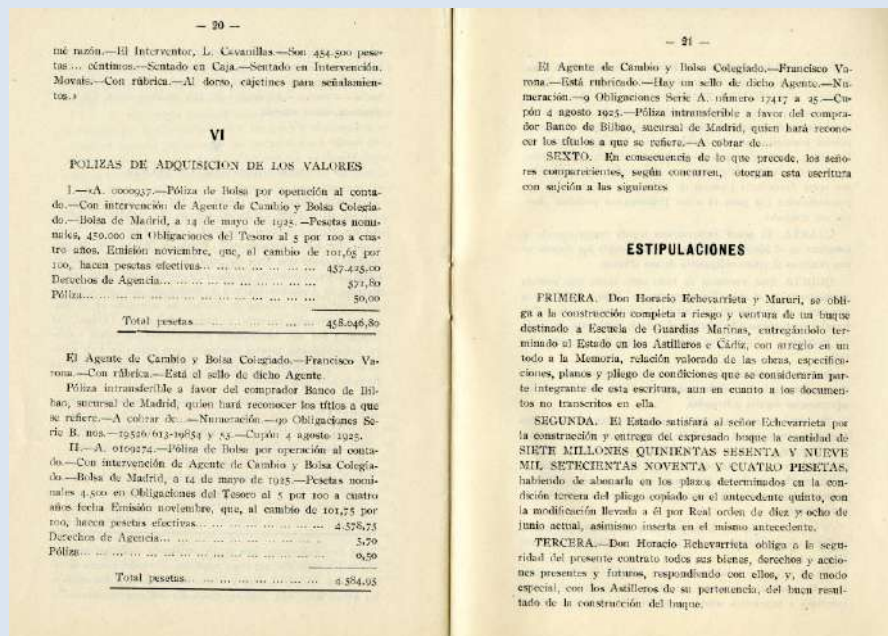 — 20 —
mé razón.—El Interventor, L. Cavanillas.—Son 454.500 pese-
tas ... céntimos.—Sentado en Caja.—Sentado en Intervención.
Movais.—Con rúbrica.—Al dorso, cajetines para señalamien-
tos.»
VI
POLIZAS DE ADQUISICION DE LOS VALORES
I.—«A. 0000937.—Póliza de Bolsa por operación al conta-
do.—Con intervención de Agente de Cambio y Bolsa Colegia-
do.—Bolsa de Madrid, a 14 de mayo de 1925.—Pesetas nomi-
nales, 450.000 en Obligaciones del Tesoro al 5 por 100 a cua-
tro años. Emisión noviembre, que, al cambio de 101,65 por
100, hacen pesetas efectivas... ... ... ... ... ... ... 457.425,00
Derechos de Agencia... ... ... ... ... ... ... ... ... 571,80
Póliza... ... ... ... ... ... ... ... ... ... ... ... 50,00
Total pesetas... ... ... ... ... ... ... 458.046,80
El Agente de Cambio y Bolsa Colegiado.—Francisco Va-
rona.—Con rúbrica.—Está el sello de dicho Agente.
Póliza intransferible a favor del comprador Banco de Bil-
bao, sucursal de Madrid, quien hará reconocer los títlos a que
se refiere.—A cobrar de...—Numeración.—90 Obligaciones Se-
rie B. nos.—19526/613-19854 y 55.—Cupón 4 agosto 1925.
II.—A. 0169274.—Póliza de Bolsa por operación al conta-
do.—Con intervención de Agente de Cambio y Bolsa Colegia-
do.—Bolsa de Madrid, a 14 de mayo de 1925.—Pesetas nomi-
nales 4.500 en Obligaciones del Tesoro al 5 por 100 a cuatro
años fecha Emisión noviembre, que, al cambio de 101,75 por
100, hacen pesetas efectivas... ... ... ... ... ... ... 4.578,75
Derechos de Agencia... ... ... ... ... ... ... ... ... 5,70
Póliza... ... ... ... ... ... ... ... ... ... ... ... 0,50
Total pesetas... ... ... ... ... ... ... 4.584,95
— 21 —
El Agente de Cambio y Bolsa Colegiado.—Francisco Va-
rona.—Está rubricado.—Hay un sello de dicho Agente.—Nu-
meración.—9 Obligaciones Serie A. número 17417 a 25.—Cu-
pón 4 agosto 1925.—Póliza intransferible a favor del compra-
dor Banco de Bilbao, sucursal de Madrid, quien hará recono-
cer los títulos a que se refiere.—A cobrar de...
SEXTO. En consecuencia de lo que precede, los seño-
res comparecientes, según concurren, otorgan esta escritura
con sujeción a las siguientes
ESTIPULACIONES
PRIMERA. Don Horacio Echevarrieta y Maruri, se obli-
ga a la construcción completa a riesgo y ventura de un buque
destinado a Escuela de Guardias Marinas, entregándolo ter-
minado al Estado en los Astilleros e Cádiz, con arreglo en un
todo a la Memoria, relación valorada de las obras, especifica-
ciones, planos y pliego de condiciones que se considerarán par-
te integrante de esta escritura, aun en cuanto a los documen-
tos no transcritos en ella.
SEGUNDA. El Estado satisfará al señor Echevarrieta por
la construcción y entrega del expresado buque la cantidad de
SIETE MILLONES QUINIENTAS SESENTA Y NUEVE
MIL SETECIENTAS NOVENTA Y CUATRO PESETAS,
habiendo de abonarla en los plazos determinados en la con-
dición tercera del pliego copiado en el antecedente quinto, con
la modificación llevada a él por Real orden de diez y ocho de
junio actual, asimismo inserta en el mismo antecedente.
TERCERA.—Don Horacio Echevarrieta obliga a la segu-
ridad del presente contrato todos sus bienes, derechos y accio-
nes presentes y futuros, respondiendo con ellos, y, de modo
especial, con los Astilleros de su pertenencia, del buen resul-
tado de la construcción del buque.